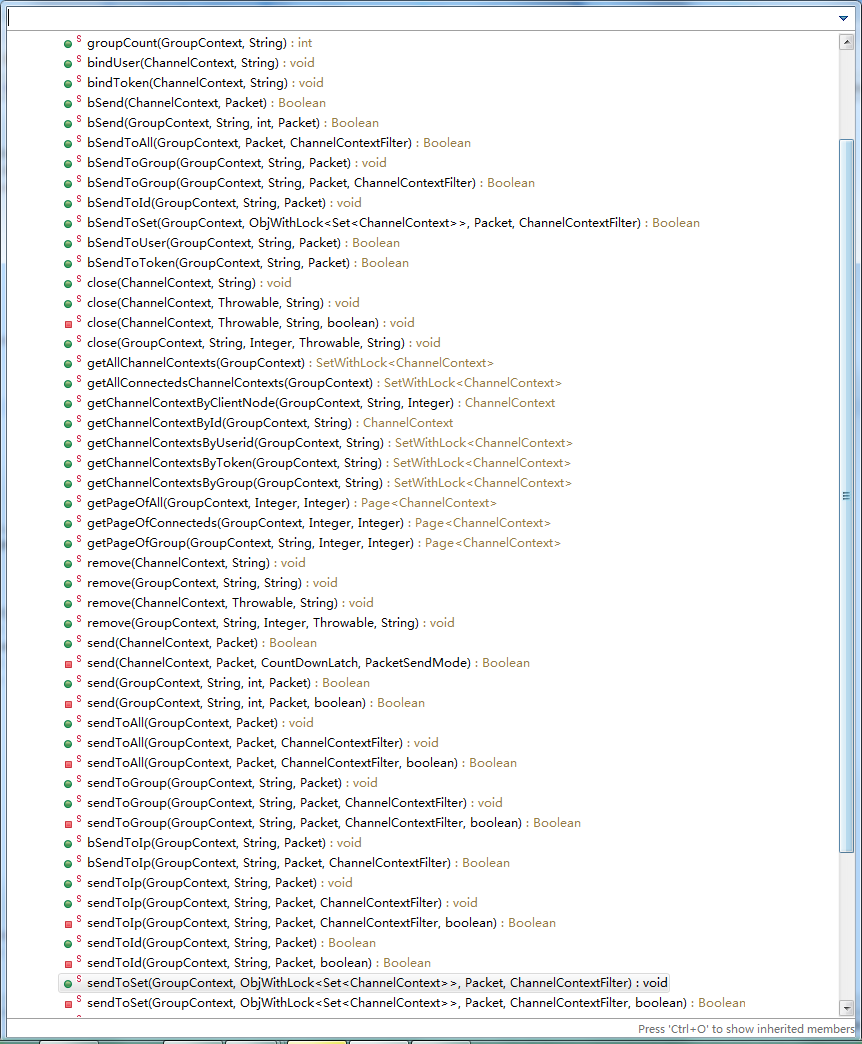 S groupCount(GroupContext, String) : int
S bindUser(ChannelContext, String) : void
S bindToken(ChannelContext, String) : void
S bSend(ChannelContext, Packet) : Boolean
S bSend(GroupContext, String, int, Packet) : Boolean
S bSendToAll(GroupContext, Packet, ChannelContextFilter) : Boolean
S bSendToGroup(GroupContext, String, Packet) : void
S bSendToGroup(GroupContext, String, Packet, ChannelContextFilter) : Boolean
S bSendToId(GroupContext, String, Packet) : void
S bSendToSet(GroupContext, ObjWithLock<Set<ChannelContext>>, Packet, ChannelContextFilter) : Boolean
S bSendToUser(GroupContext, String, Packet) : Boolean
S bSendToToken(GroupContext, String, Packet) : Boolean
S close(ChannelContext, String) : void
S close(ChannelContext, Throwable, String) : void
S close(ChannelContext, Throwable, String, boolean) : void
S close(GroupContext, String, Integer, Throwable, String) : void
S getAllChannelContexts(GroupContext) : SetWithLock<ChannelContext>
S getAllConnectedsChannelContexts(GroupContext) : SetWithLock<ChannelContext>
S getChannelContextByClientNode(GroupContext, String, Integer) : ChannelContext
S getChannelContextById(GroupContext, String) : ChannelContext
S getChannelContextsByUserid(GroupContext, String) : SetWithLock<ChannelContext>
S getChannelContextsByToken(GroupContext, String) : SetWithLock<ChannelContext>
S getChannelContextsByGroup(GroupContext, String) : SetWithLock<ChannelContext>
S getPageOfAll(GroupContext, Integer, Integer) : Page<ChannelContext>
S getPageOfConnecteds(GroupContext, Integer, Integer) : Page<ChannelContext>
S getPageOfGroup(GroupContext, String, Integer, Integer) : Page<ChannelContext>
S remove(ChannelContext, String) : void
S remove(GroupContext, String, String) : void
S remove(ChannelContext, Throwable, String) : void
S remove(GroupContext, String, Integer, Throwable, String) : void
S send(ChannelContext, Packet) : Boolean
S send(ChannelContext, Packet, CountDownLatch, PacketSendMode) : Boolean
S send(GroupContext, String, int, Packet) : Boolean
S send(GroupContext, String, int, Packet, boolean) : Boolean
S sendToAll(GroupContext, Packet) : void
S sendToAll(GroupContext, Packet, ChannelContextFilter) : void
S sendToAll(GroupContext, Packet, ChannelContextFilter, boolean) : Boolean
S sendToGroup(GroupContext, String, Packet) : void
S sendToGroup(GroupContext, String, Packet, ChannelContextFilter) : void
S sendToGroup(GroupContext, String, Packet, ChannelContextFilter, boolean) : Boolean
S bSendToIp(GroupContext, String, Packet) : void
S bSendToIp(GroupContext, String, Packet, ChannelContextFilter) : Boolean
S sendToIp(GroupContext, String, Packet) : void
S sendToIp(GroupContext, String, Packet, ChannelContextFilter) : void
S sendToIp(GroupContext, String, Packet, ChannelContextFilter, boolean) : Boolean
S sendToId(GroupContext, String, Packet) : Boolean
S sendToId(GroupContext, String, Packet, boolean) : Boolean
S sendToSet(GroupContext, ObjWithLock<Set<ChannelContext>>, Packet, ChannelContextFilter) : void
S sendToSet(GroupContext, ObjWithLock<Set<ChannelContext>>, Packet, ChannelContextFilter, boolean) : Boolean
Press 'Ctrl+O' to show inherited members